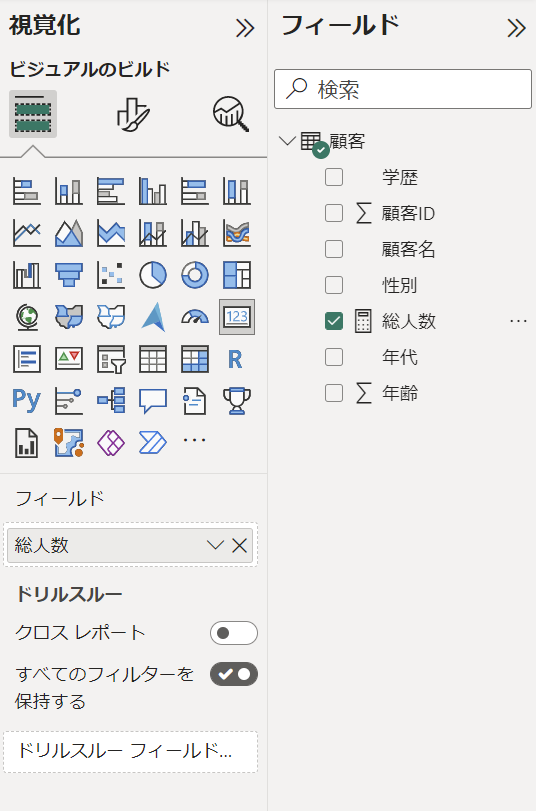 視覚化
ビジュアルのビルド
123
R
Py
フィールド
総人数
ドリルスルー
クロス レポート
すべてのフィルターを
保持する
ドリルスルー フィールド...
フィールド
検索
顧客
学歴
∑ 顧客ID
顧客名
性別
総人数 ...
年代
∑ 年齢